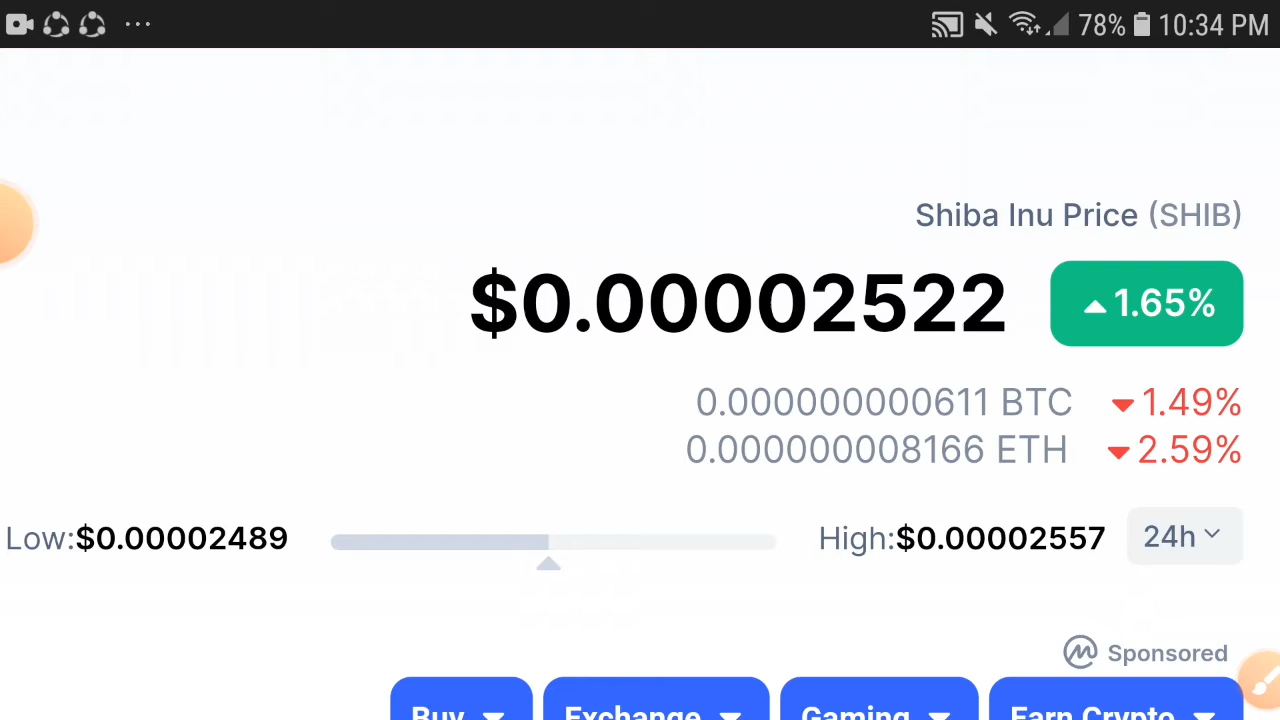 78% 10:34 PM
Shiba Inu Price (SHIB)
$0.00002522 1.65%
0.000000000611 BTC 1.49%
0.000000008166 ETH 2.59%
Low:$0.00002489 High:$0.00002557 24h
Sponsored
Buy Exchange Gaming Earn Crypto